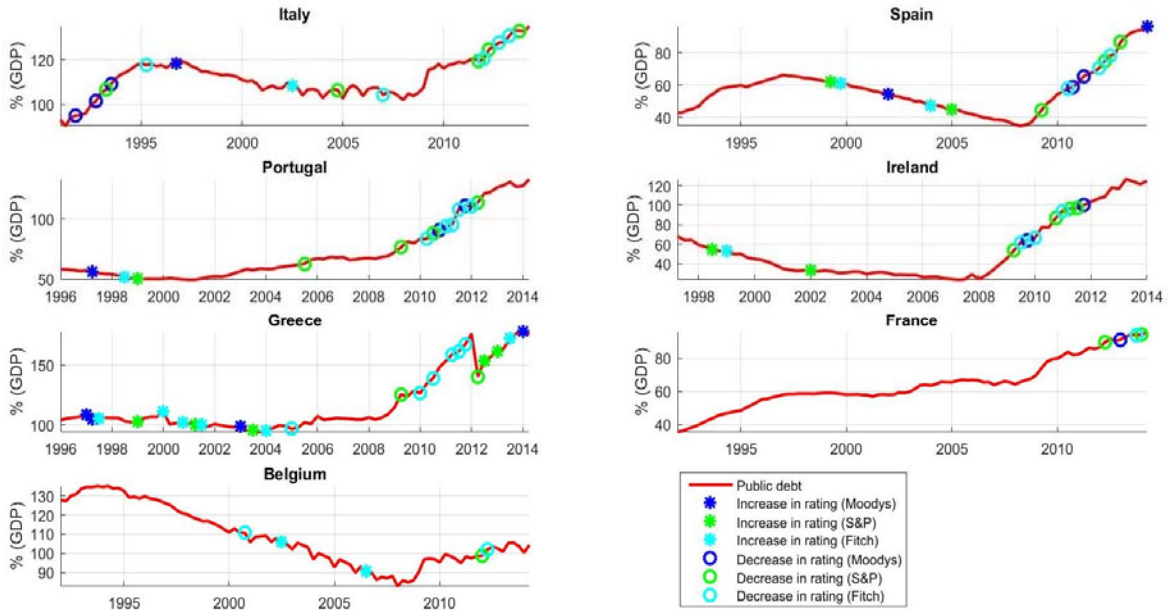 Italy
% (GDP)
120
100
1995 2000 2005 2010
Spain
% (GDP)
80
60
40
1995 2000 2005 2010
Portugal
% (GDP)
100
50
1996 1998 2000 2002 2004 2006 2008 2010 2012 2014
Ireland
% (GDP)
120
100
80
60
40
1998 2000 2002 2004 2006 2008 2010 2012 2014
Greece
% (GDP)
150
100
1996 1998 2000 2002 2004 2006 2008 2010 2012 2014
France
% (GDP)
80
60
40
1995 2000 2005 2010
Belgium
% (GDP)
130
120
110
100
90
1995 2000 2005 2010
Public debt
Increase in rating (Moodys)
Increase in rating (S&P)
Increase in rating (Fitch)
Decrease in rating (Moodys)
Decrease in rating (S&P)
Decrease in rating (Fitch)